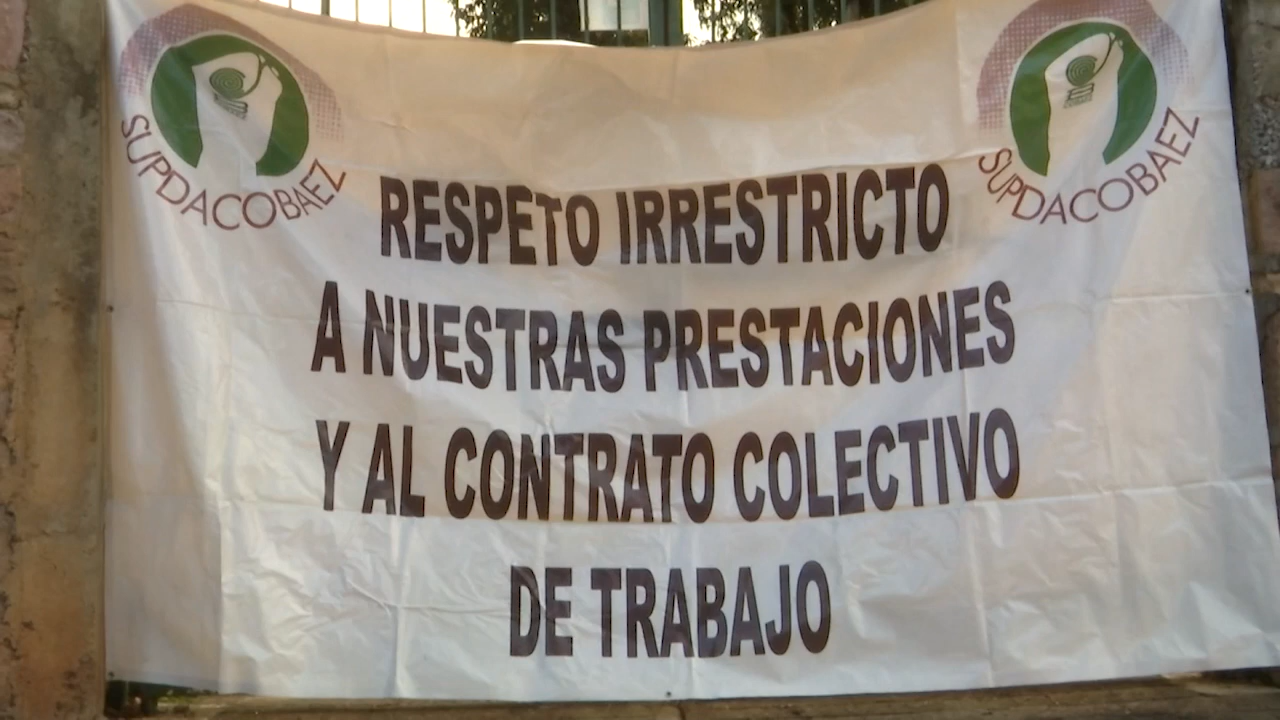 SUPDACOBAEZ
SUPDACOBAEZ
RESPETO IRRESTRICTO
A NUESTRAS PRESTACIONES
Y AL CONTRATO COLECTIVO
DE TRABAJO